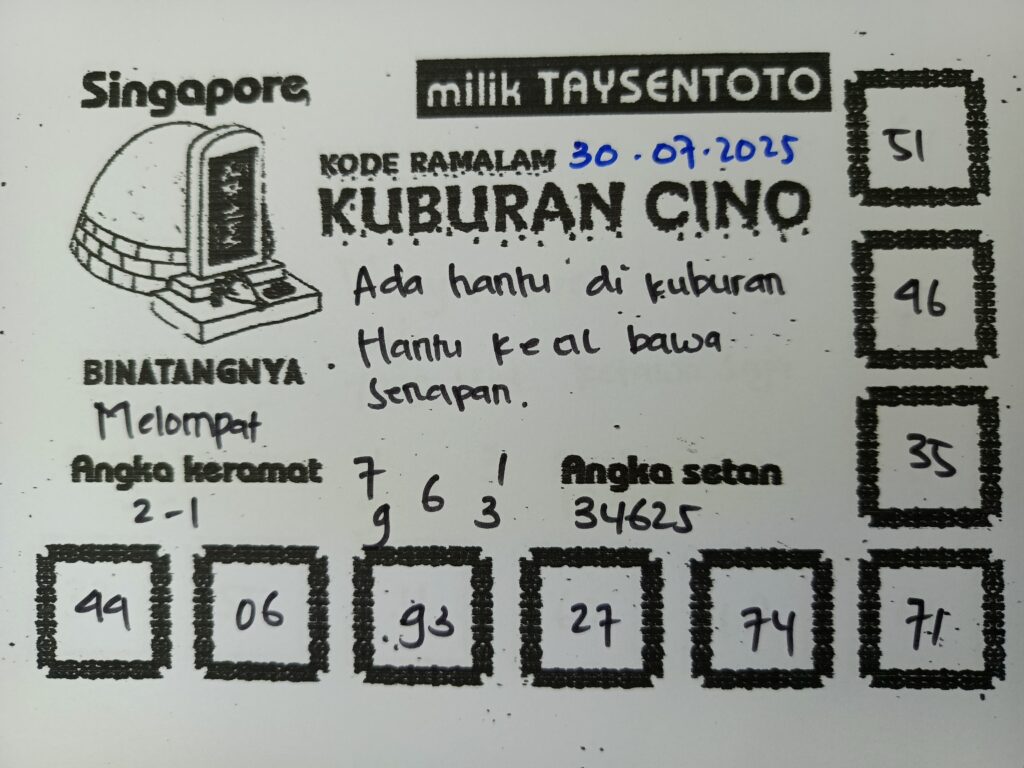 Singapore
milik TAYSENTOTO
KODE RAMALAM 30.07.2025
KUBURAN CINO
Ada hantu di kuburan
Hantu kecil bawa
senapan.
BINATANGNYA
Melompat
Angka keramat
2-1
7 1
6
9 3
Angka setan
34625
51
46
35
49 06 93 27 74 71